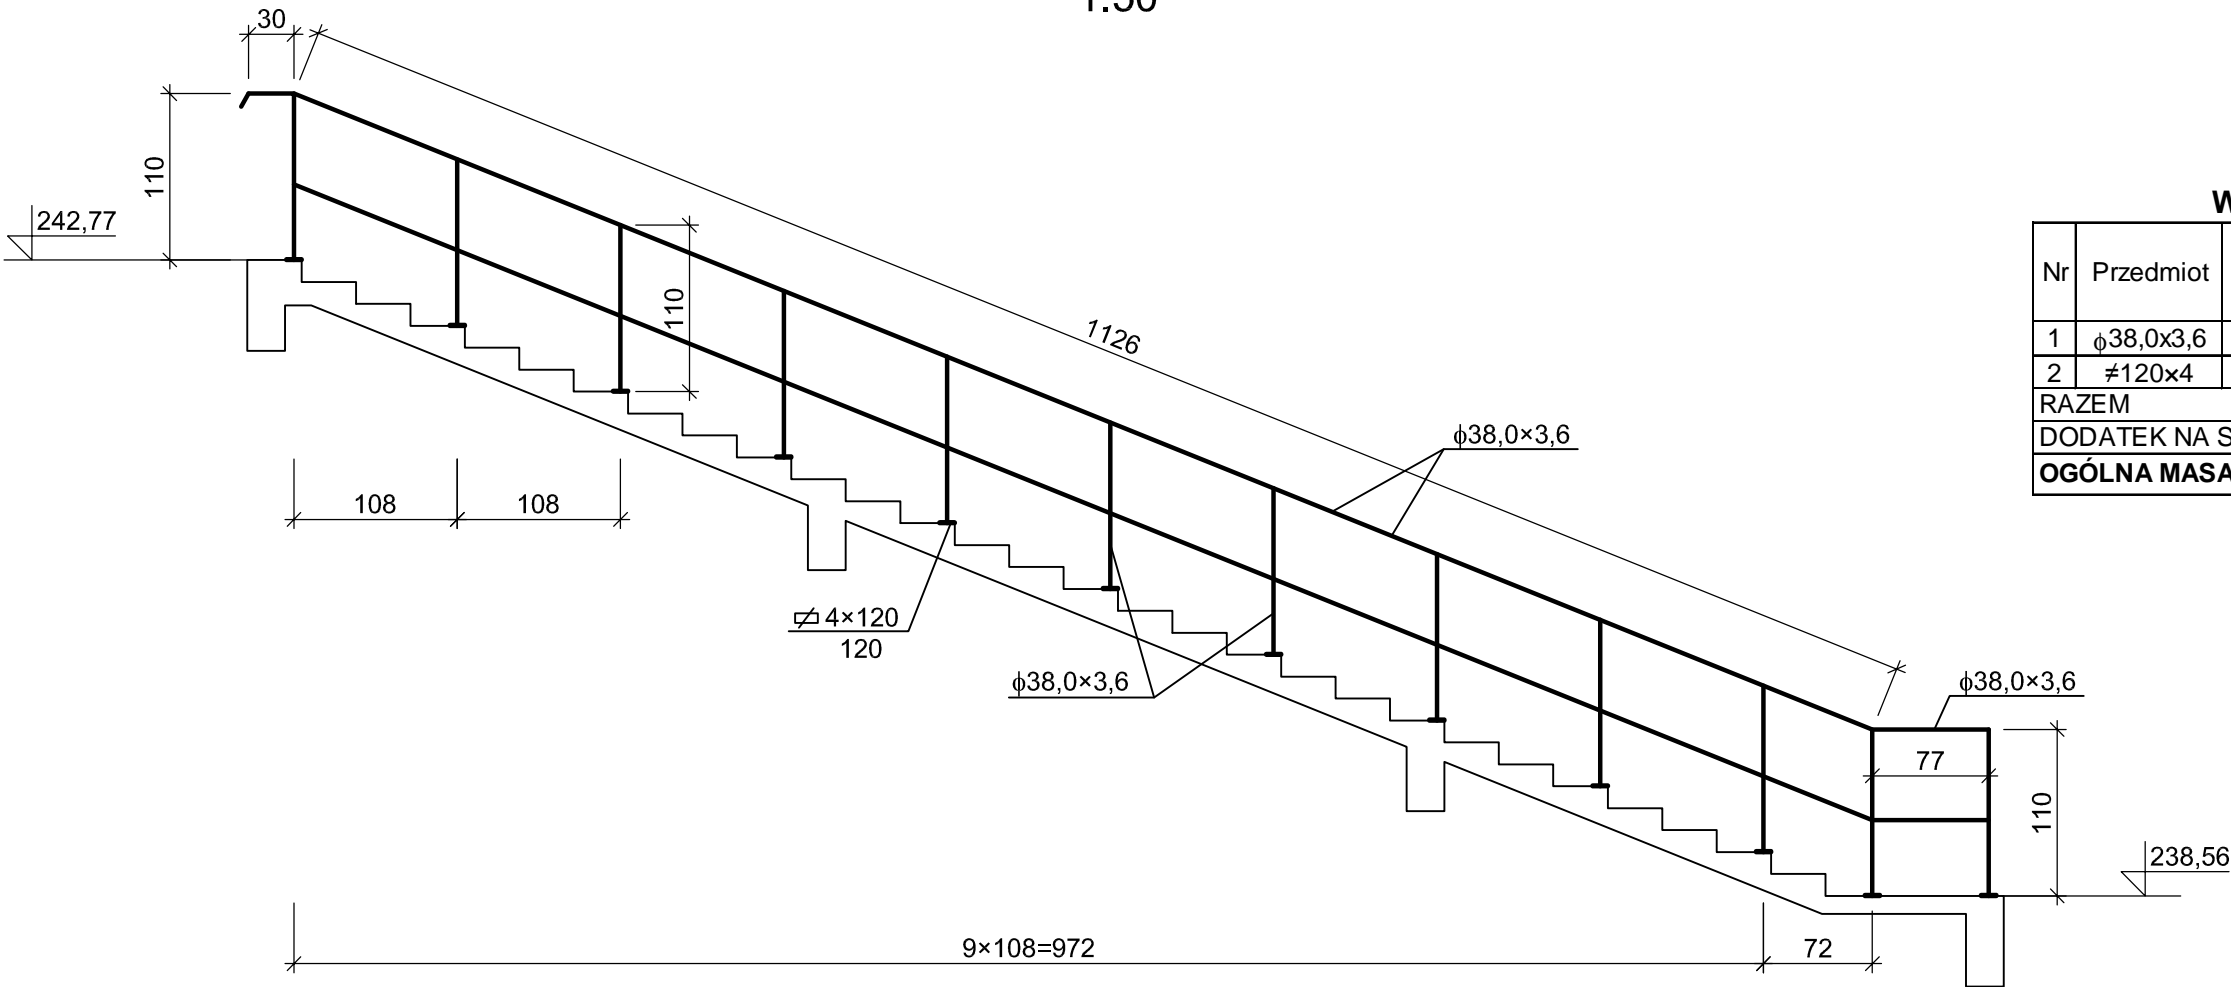 30
110
242,77
110
1126
108
108
ϕ38,0×3,6
4×120
120
ϕ38,0×3,6
ϕ38,0×3,6
77
110
238,56
9×108=972
72
Nr Przedmiot
1 ϕ38,0x3,6
2 ≠120×4
RAZEM
DODATEK NA
OGÓLNA MASA